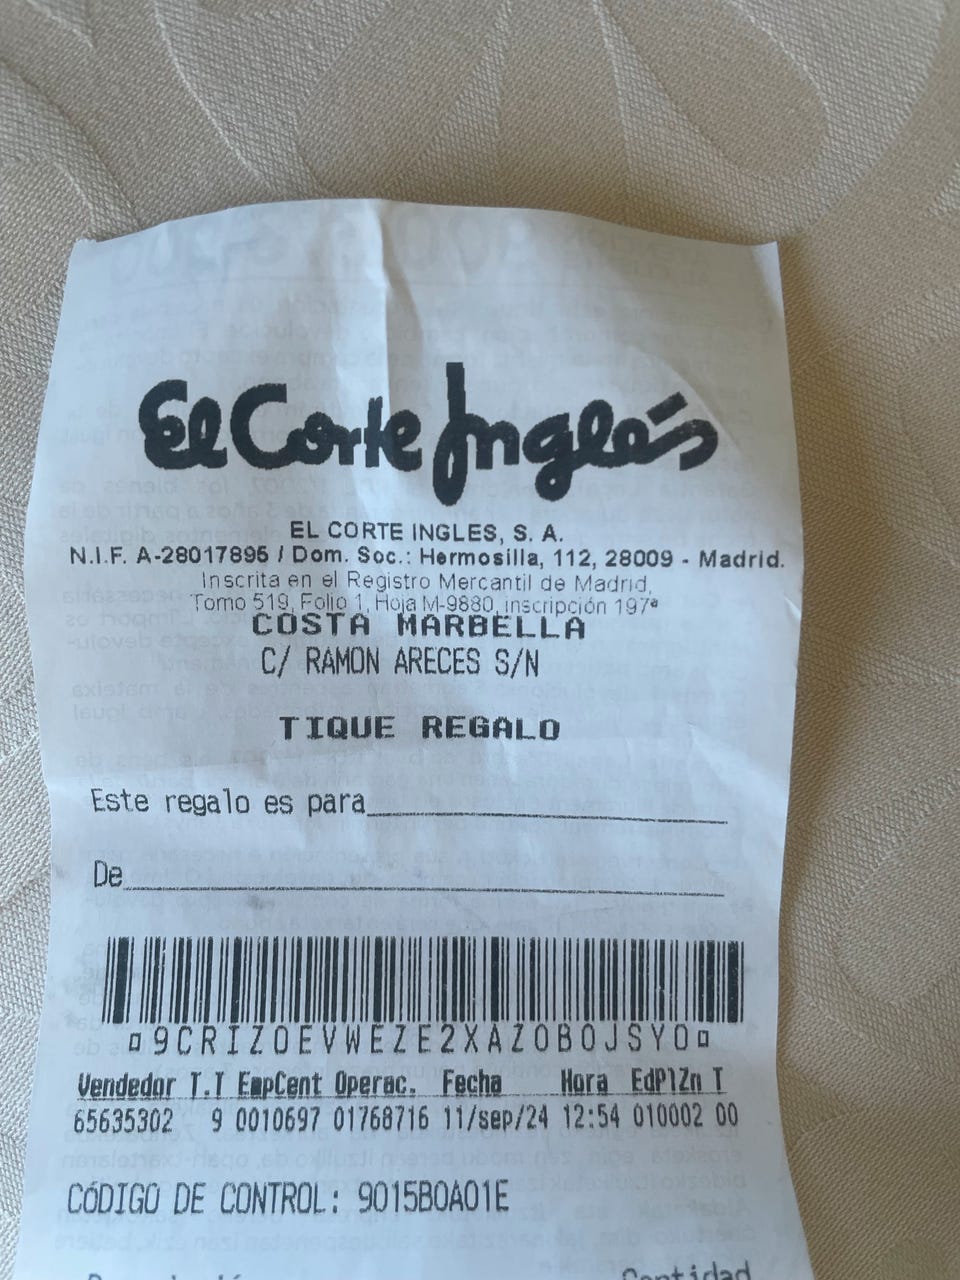 El Corte Inglés
EL CORTE INGLES, S. A.
N.I.F. A-28017895 / Dom. Soc.: Hermosilla, 112, 28009 - Madrid.
Inscrita en el Registro Mercantil de Madrid,
Tomo 519, Folio 1, Hoja M-9880, inscripción 197ª
COSTA MARBELLA
C/ RAMON ARECES S/N
TIQUE REGALO
Este regalo es para
De
¤9CRIZOEVWEZE2XAZOBOJSYO¤
Vendedor T.T EmpCent Operac. Fecha Hora EdPlZn T
65635302 9 0010697 01768716 11/sep/24 12:54 010002 00
CóDIGO DE CONTROL: 9015B0A01E
Cantidad